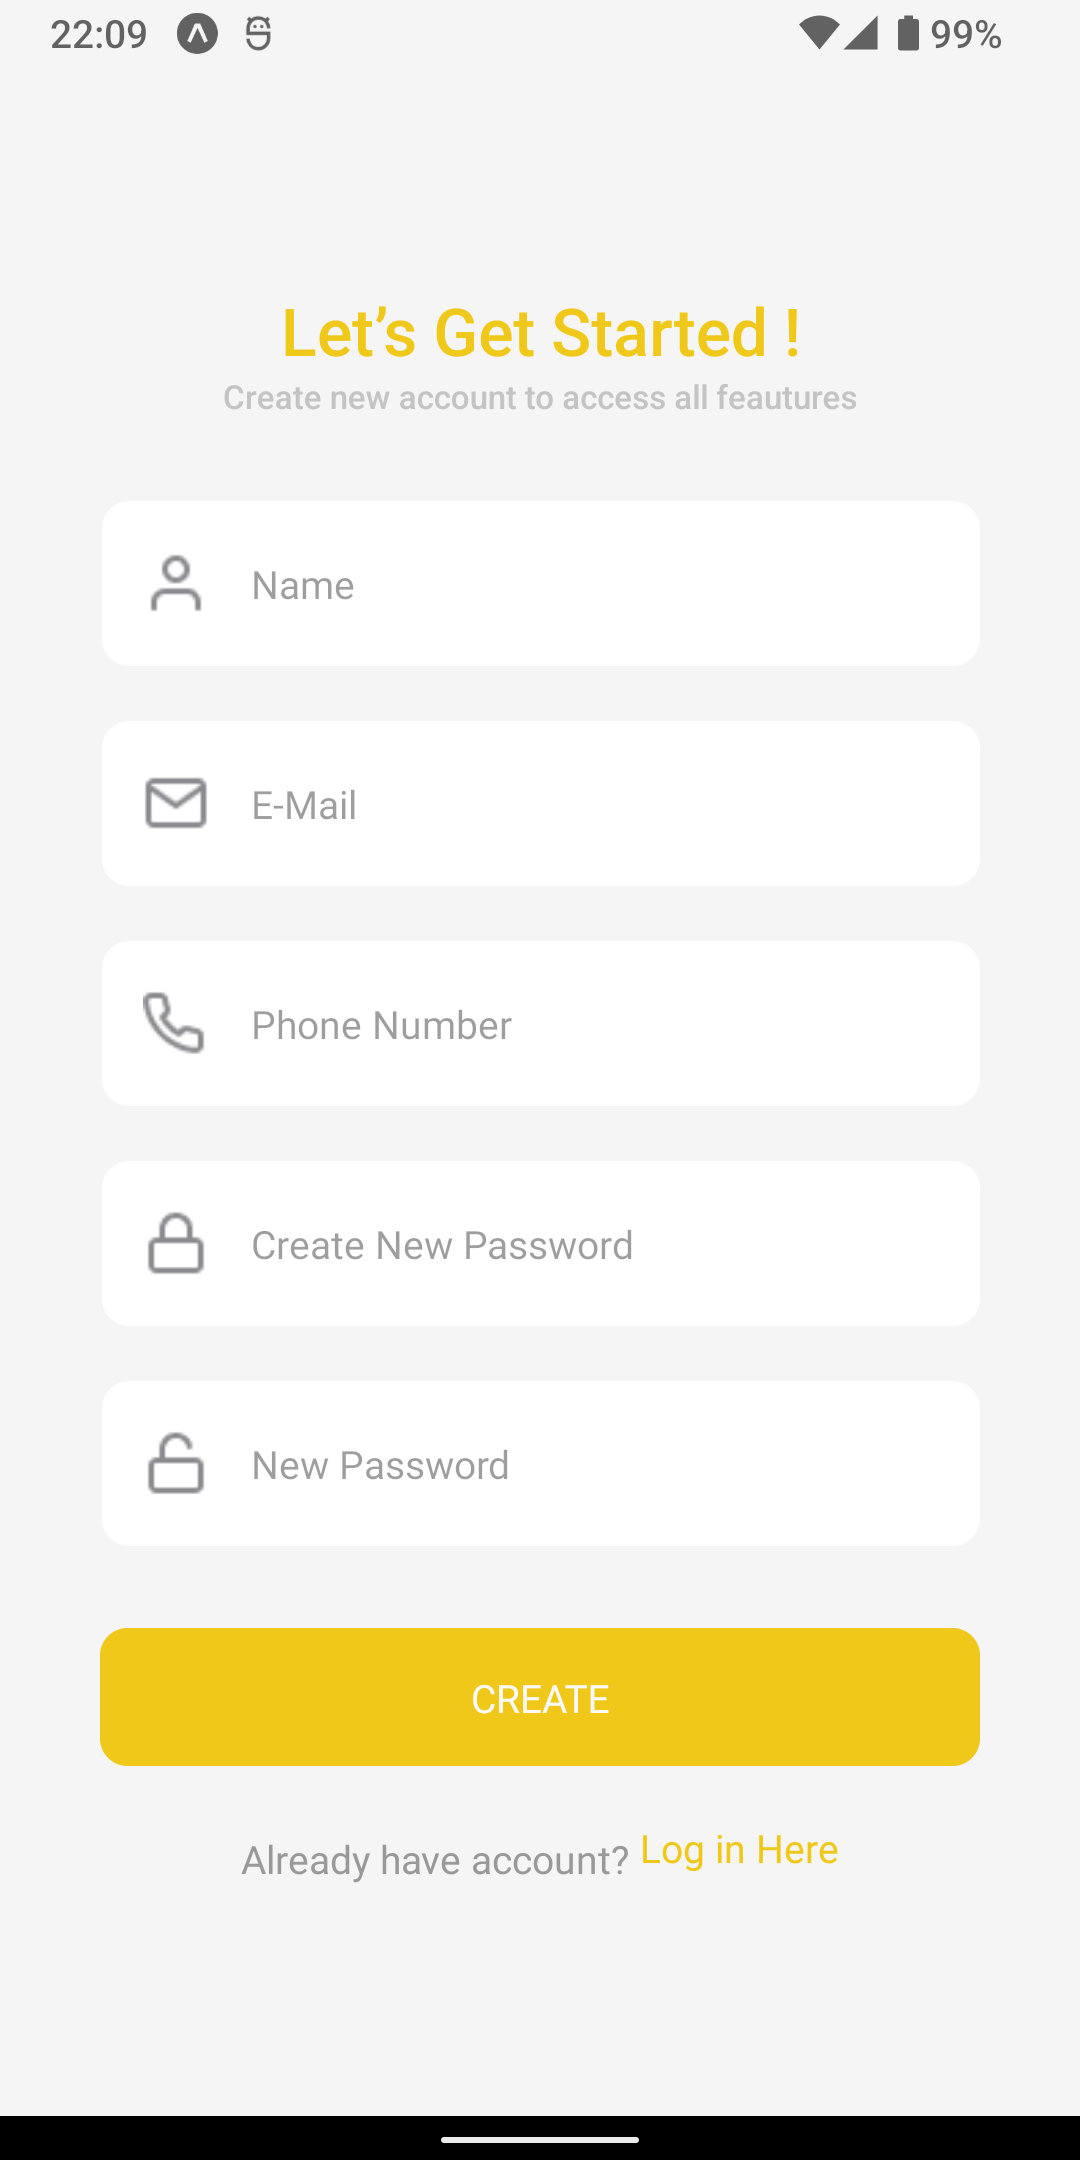 22:09 99%
Let’s Get Started !
Create new account to access all feautures
Name
E-Mail
Phone Number
Create New Password
New Password
CREATE
Already have account? Log in Here